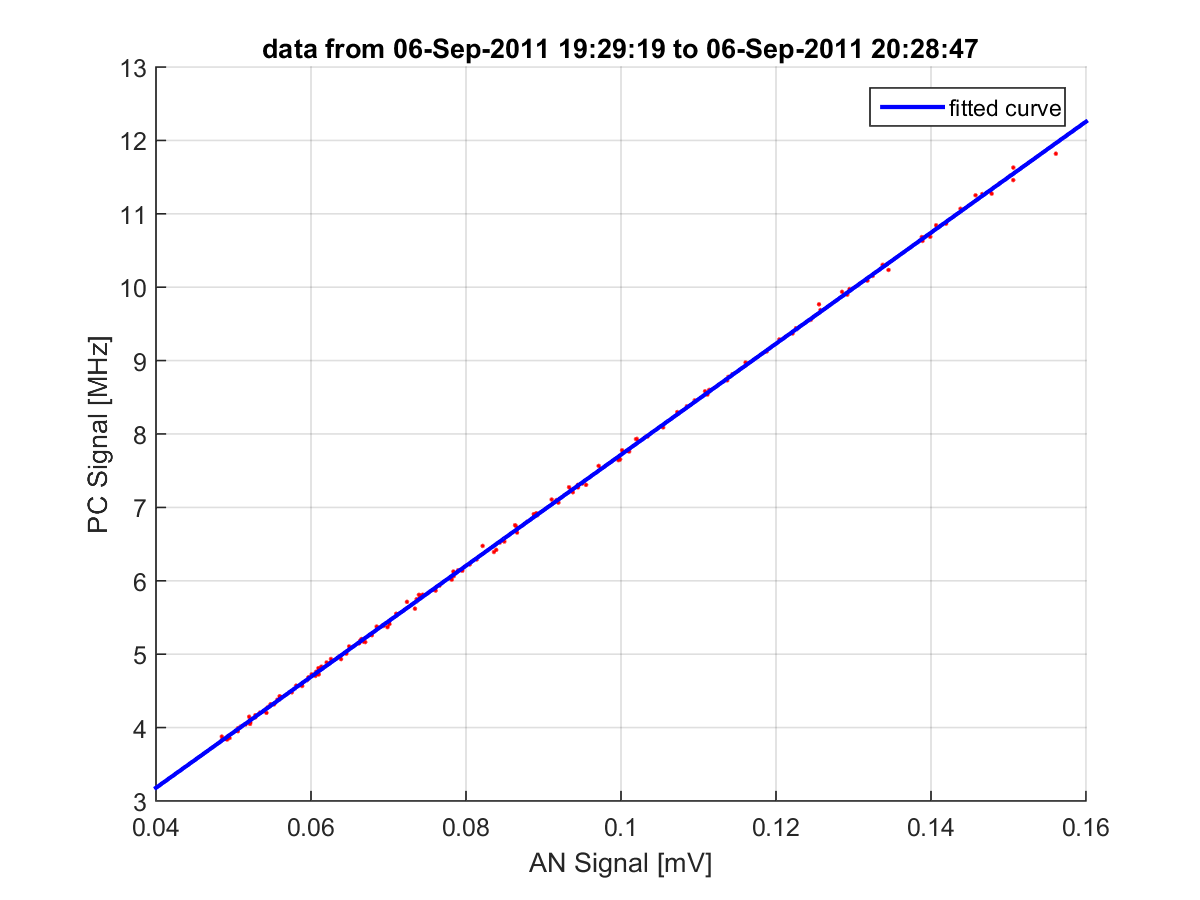 data from 06-Sep-2011 19:29:19 to 06-Sep-2011 20:28:47
fitted curve
PC Signal [MHz]
13
12
11
10
9
8
7
6
5
4
3
0.04 0.06 0.08 0.1 0.12 0.14 0.16
AN Signal [mV]